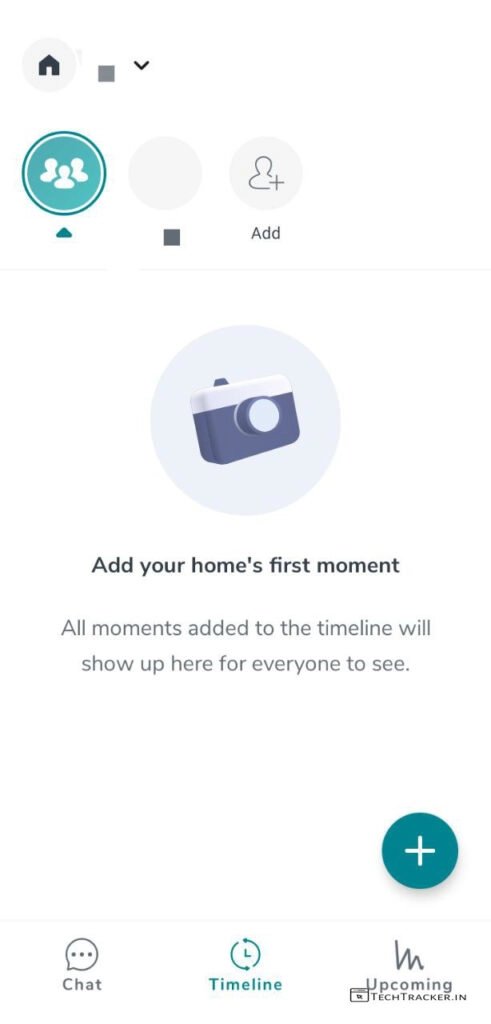 Add
Add your home's first moment
All moments added to the timeline will
show up here for everyone to see.
Chat
Timeline
Upcoming
TECHTRACKER.IN